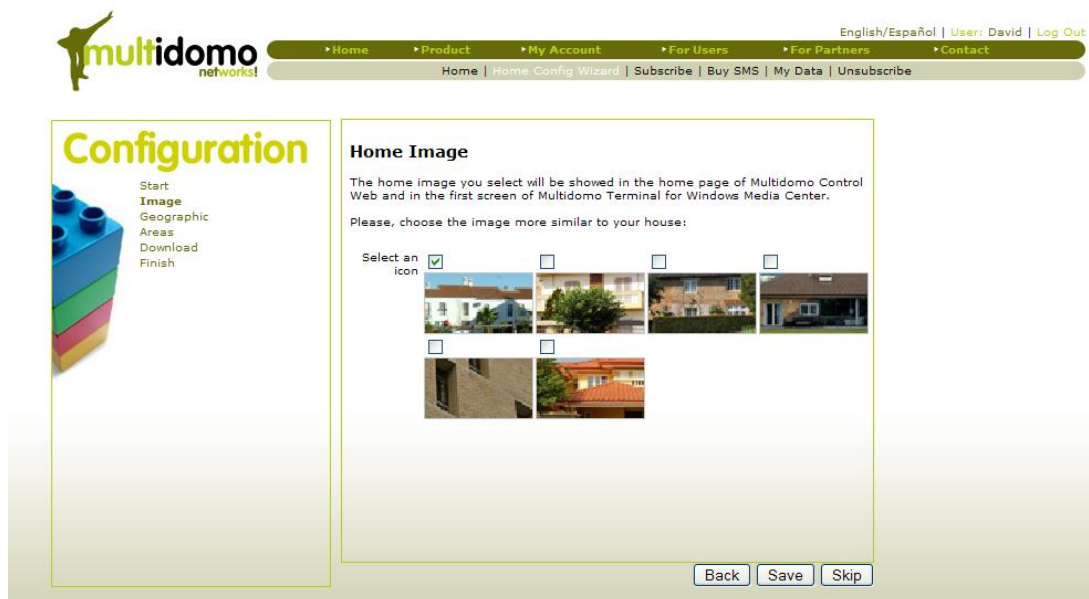 English/Español | User: David | Log Out
multidomo
networks!
Home Product My Account For Users For Partners Contact
Home | Home Config Wizard | Subscribe | Buy SMS | My Data | Unsubscribe
Configuration
Start
Image
Geographic
Areas
Download
Finish
Home Image
The home image you select will be showed in the home page of Multidomo Control
Web and in the first screen of Multidomo Terminal for Windows Media Center.
Please, choose the image more similar to your house:
Select an
icon
Back Save Skip